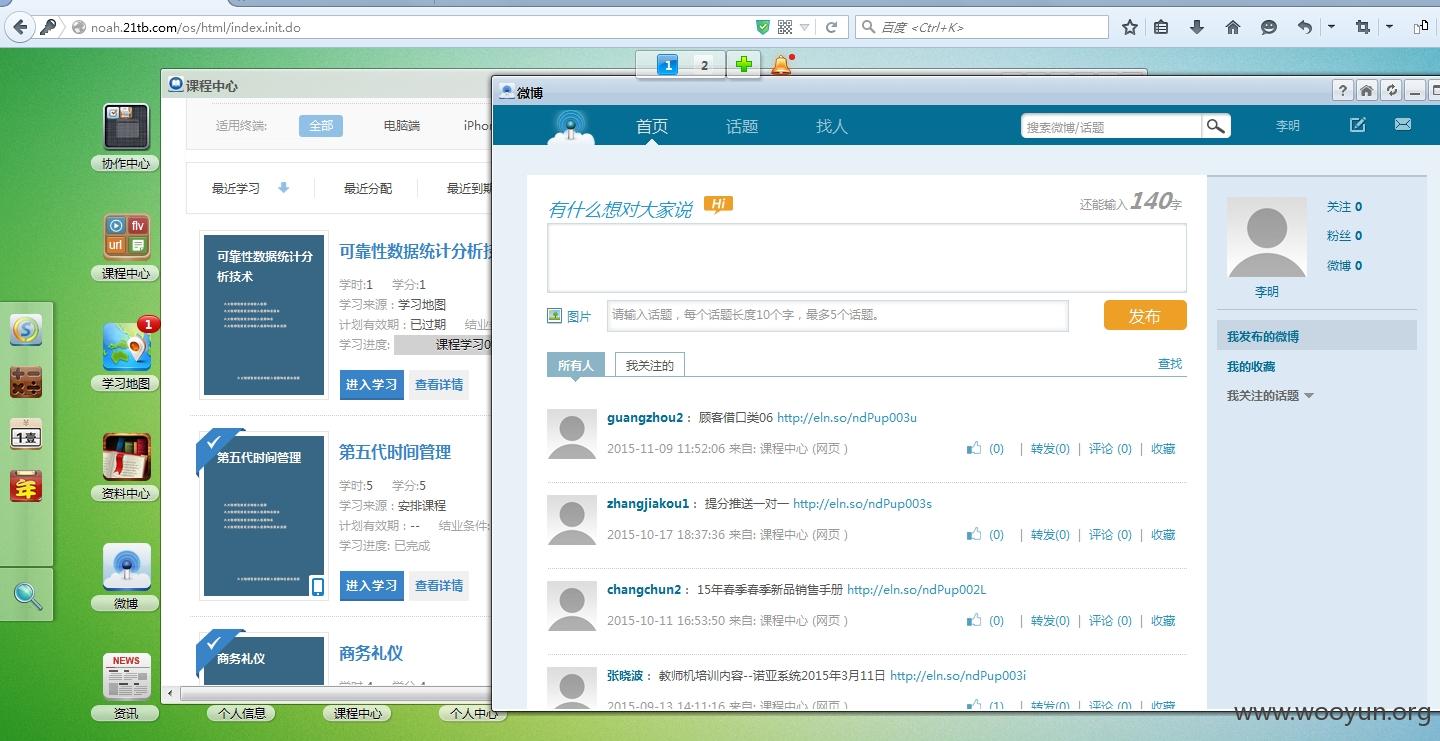 noah.21tb.com/os/html/index.init.do
百度 <Ctrl+K>
1
2
协作中心
课程中心
flv
url
学习地图
1
资料中心
微博
NEWS
资讯
1壹
年
课程中心
适用终端:
全部
电脑端
最近学习
最近分配
可靠性数据统计分析技术
可靠性数据统计分
析技术
学时:1 学分:1
学习来源：学习地图
计划有效期：已过期
学习进度:
进入学习
查看详情
第五代时间管理
第五代时间管理
学时:5 学分:5
学习来源：安排课程
计划有效期：-- 结业条件:
学习进度: 已完成
进入学习
查看详情
商务礼仪
商务礼仪
个人信息
课程中心
个人中心
微博
?
首页
话题
找人
搜索微博/话题
李明
有什么想对大家说
Hi
还能输入140字
图片
请输入话题，每个话题长度10个字，最多5个话题。
发布
所有人
我关注的
查找
guangzhou2： 顾客借口类06 http://eln.so/ndPup003u
2015-11-09 11:52:06 来自: 课程中心 (网页 )
(0) | 转发(0) | 评论 (0) | 收藏
zhangjiakou1： 提分推送一对一 http://eln.so/ndPup003s
2015-10-17 18:37:36 来自: 课程中心 (网页 )
(0) | 转发(0) | 评论 (0) | 收藏
changchun2： 15年春季春季新品销售手册 http://eln.so/ndPup002L
2015-10-11 16:53:50 来自: 课程中心 (网页 )
(0) | 转发(0) | 评论 (0) | 收藏
张晓波： 教师机培训内容--诺亚系统2015年3月11日 http://eln.so/ndPup003i
2015-09-13 14:11:16 来自: 课程中心 (网页 )
(1) | 转发(0) | 评论 (0) | 收藏
关注 0
粉丝 0
微博 0
李明
我发布的微博
我的收藏
我关注的话题
www.wooyun.org